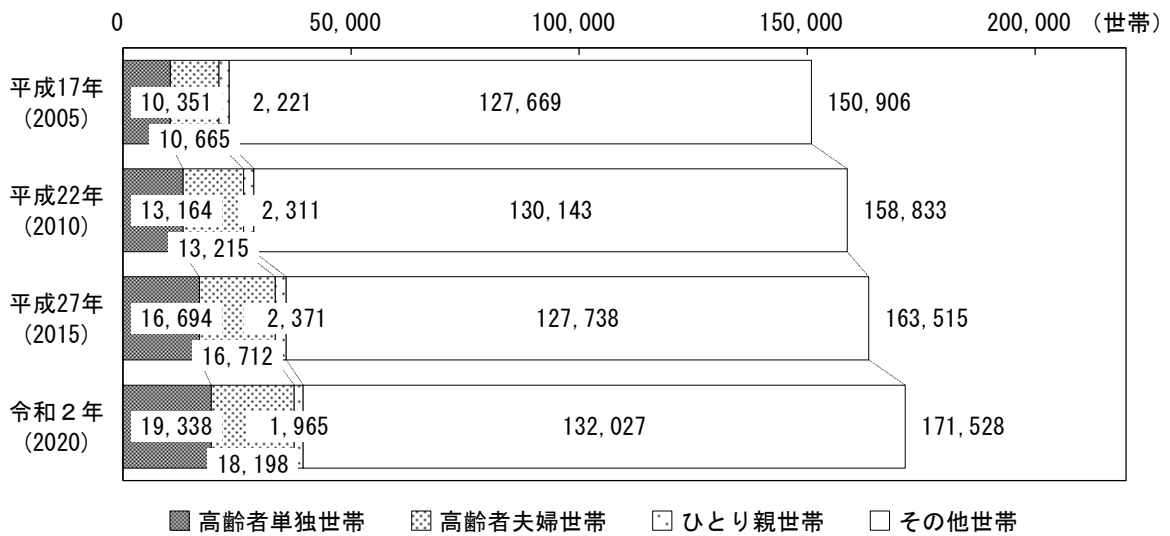 0 50,000 100,000 150,000 200,000 (世帯)
平成17年
(2005)
10,351 2,221 127,669 150,906
10,665
平成22年
(2010)
13,164 2,311 130,143 158,833
13,215
平成27年
(2015)
16,694 2,371 127,738 163,515
16,712
令和２年
(2020)
19,338 1,965 132,027 171,528
18,198
高齢者単独世帯 高齢者夫婦世帯 ひとり親世帯 その他世帯